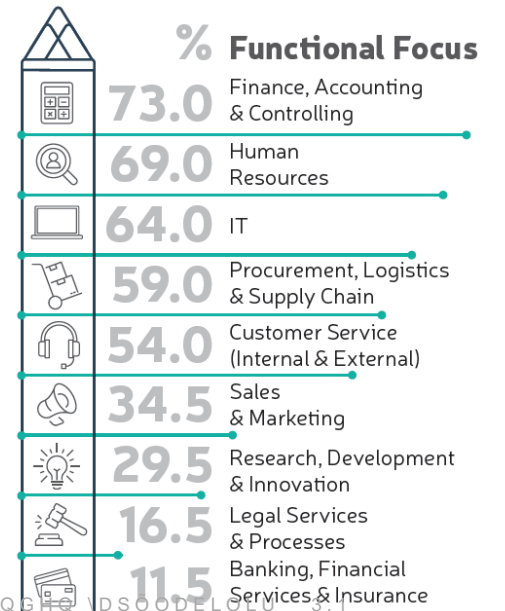 % Functional Focus
73.0 Finance, Accounting
& Controlling
69.0 Human
Resources
64.0 IT
59.0 Procurement, Logistics
& Supply Chain
54.0 Customer Service
(Internal & External)
34.5 Sales
& Marketing
29.5 Research, Development
& Innovation
16.5 Legal Services
& Processes
11.5 Banking, Financial
Services & Insurance